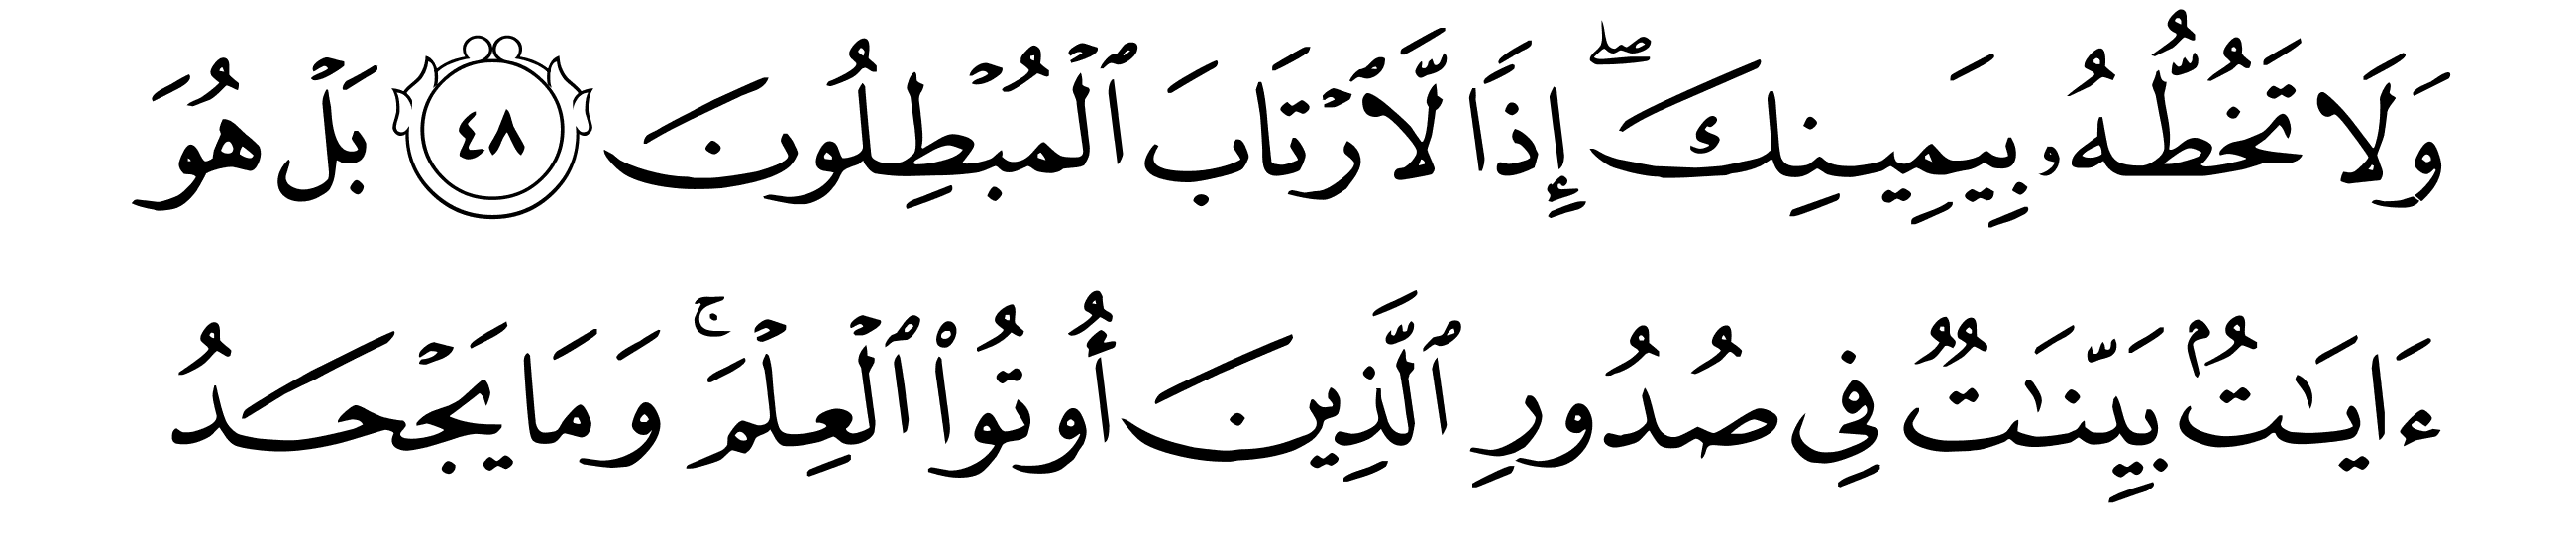 وَلَا تَخُطُّهُۥ بِيَمِينِكَۖ إِذࣰا لَّٱرۡتَابَ ٱلۡمُبۡطِلُونَ ٤٨ بَلۡ هُوَ
ءَايَٰتُۢ بَيِّنَٰتࣱ فِي صُدُورِ ٱلَّذِينَ أُوتُواْ ٱلۡعِلۡمَۚ وَمَا يَجۡحَدُ